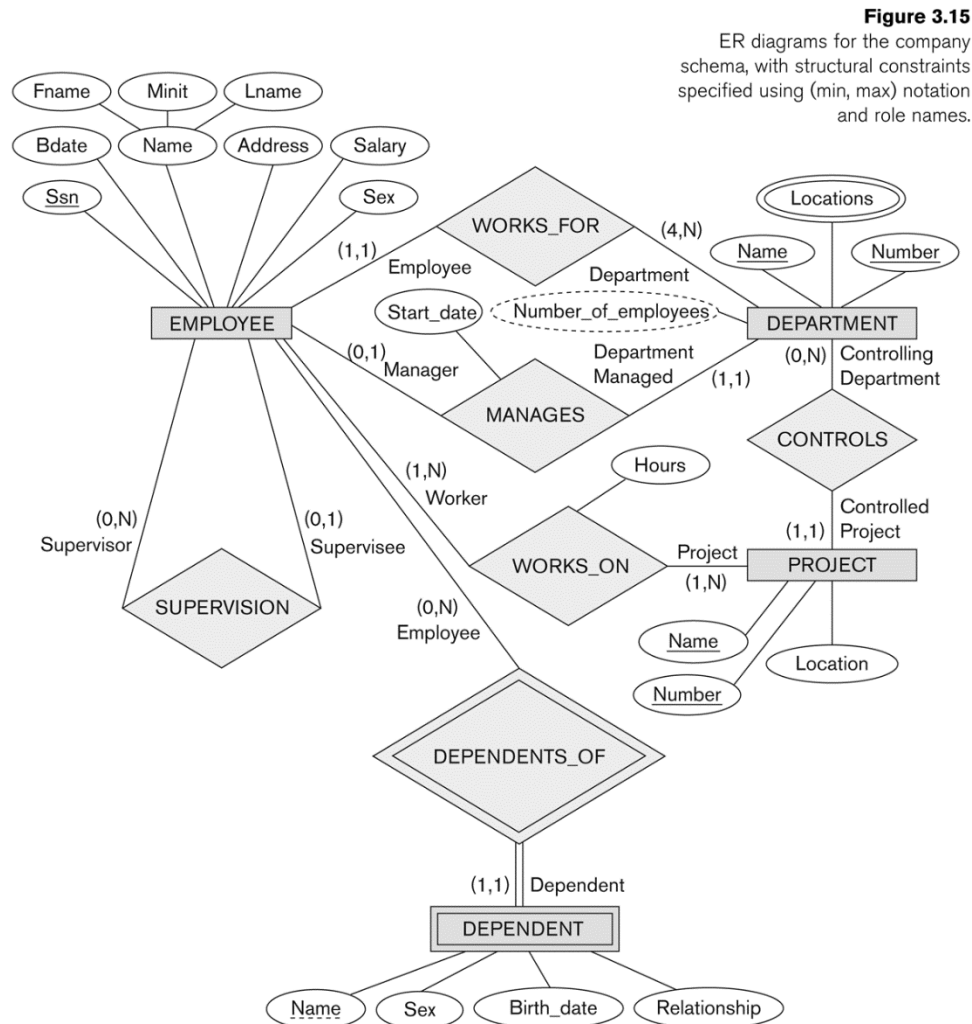 Figure 3.15
ER diagrams for the company
schema, with structural constraints
specified using (min, max) notation
and role names.
Fname
Minit
Lname
Bdate
Name
Address
Salary
Ssn
Sex
WORKS_FOR
Locations
Name
Number
(1,1)
Employee
(4,N)
Department
Start_date
Number_of_employees
EMPLOYEE
DEPARTMENT
(0,1)
Manager
Department
Managed
(1,1)
(0,N)
Controlling
Department
MANAGES
CONTROLS
Hours
(1,N)
Worker
(0,N)
Supervisor
(0,1)
Supervisee
Controlled
Project
(1,1)
WORKS_ON
Project
(1,N)
PROJECT
SUPERVISION
(0,N)
Employee
Name
Location
Number
DEPENDENTS_OF
(1,1)
Dependent
DEPENDENT
Name
Sex
Birth_date
Relationship